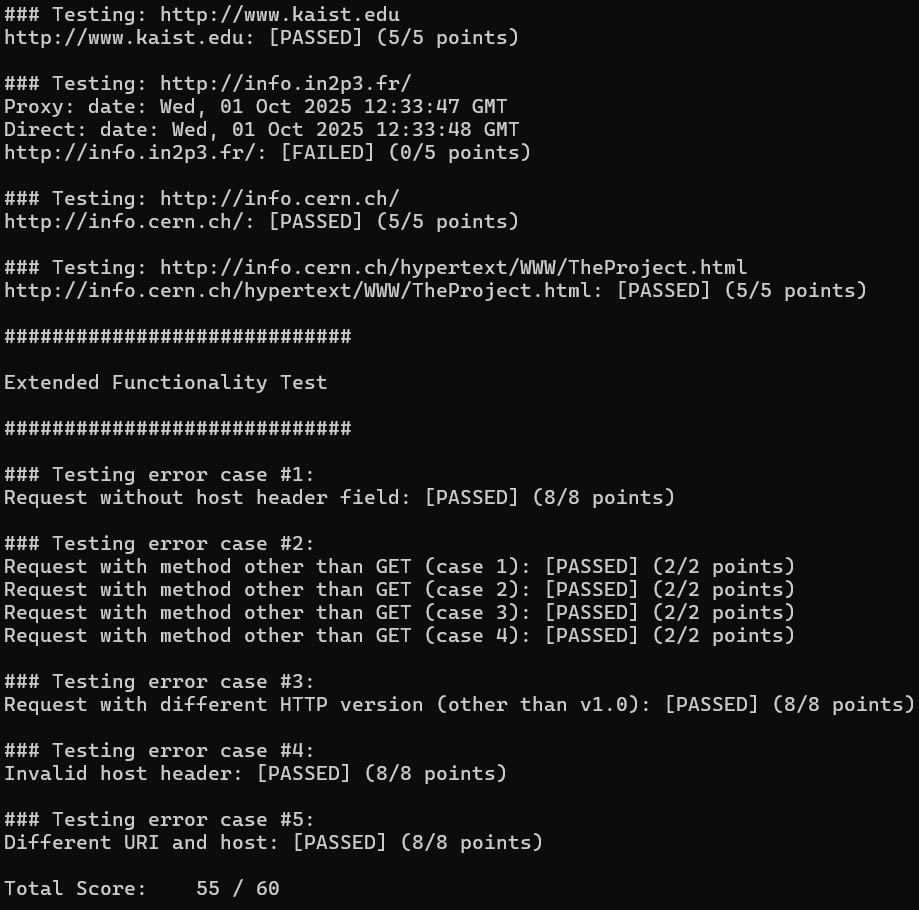 ### Testing: http://www.kaist.edu
http://www.kaist.edu: [PASSED] (5/5 points)
### Testing: http://info.in2p3.fr/
Proxy: date: Wed, 01 Oct 2025 12:33:47 GMT
Direct: date: Wed, 01 Oct 2025 12:33:48 GMT
http://info.in2p3.fr/: [FAILED] (0/5 points)
### Testing: http://info.cern.ch/
http://info.cern.ch/: [PASSED] (5/5 points)
### Testing: http://info.cern.ch/hypertext/WWW/TheProject.html
http://info.cern.ch/hypertext/WWW/TheProject.html: [PASSED] (5/5 points)
#############################
Extended Functionality Test
#############################
### Testing error case #1:
Request without host header field: [PASSED] (8/8 points)
### Testing error case #2:
Request with method other than GET (case 1): [PASSED] (2/2 points)
Request with method other than GET (case 2): [PASSED] (2/2 points)
Request with method other than GET (case 3): [PASSED] (2/2 points)
Request with method other than GET (case 4): [PASSED] (2/2 points)
### Testing error case #3:
Request with different HTTP version (other than v1.0): [PASSED] (8/8 points)
### Testing error case #4:
Invalid host header: [PASSED] (8/8 points)
### Testing error case #5:
Different URI and host: [PASSED] (8/8 points)
Total Score:    55 / 60